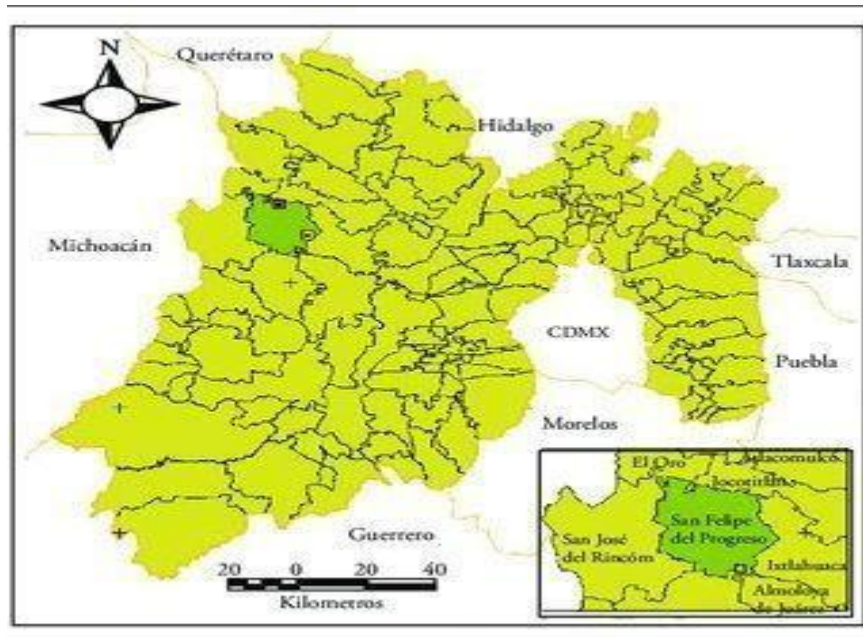 N
Querétaro
Hidalgo
Michoacán
Tlaxcala
CDMX
Puebla
Morelos
Guerrero
20 0 20 40
Kilometros
El Oro
Jocotitlán
San José
del Rincóm
San Felipe
del Progreso
Ixtlahuaca
Almoloya
de Juárez